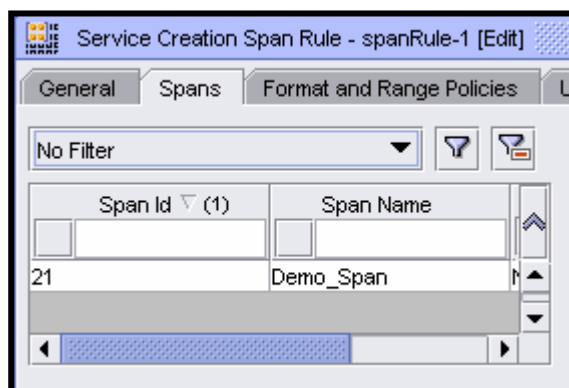 Service Creation Span Rule - spanRule-1 [Edit]
General Spans Format and Range Policies
No Filter
Span Id (1) Span Name
21 Demo_Span